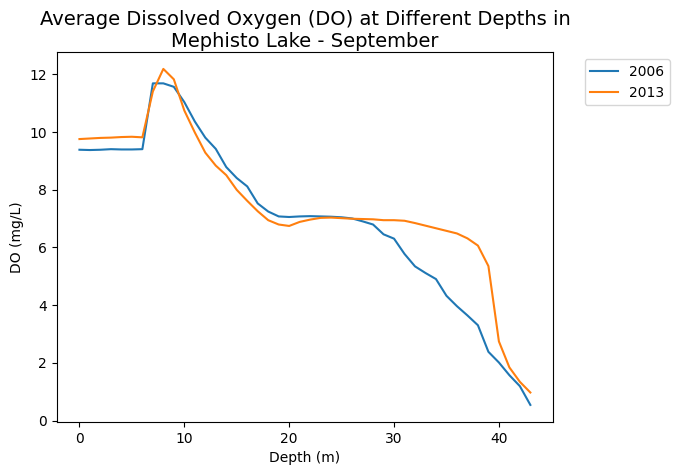 Average Dissolved Oxygen (DO) at Different Depths in
Mephisto Lake - September
2006
2013
DO (mg/L)
12
10
8
6
4
2
0
0 10 20 30 40
Depth (m)